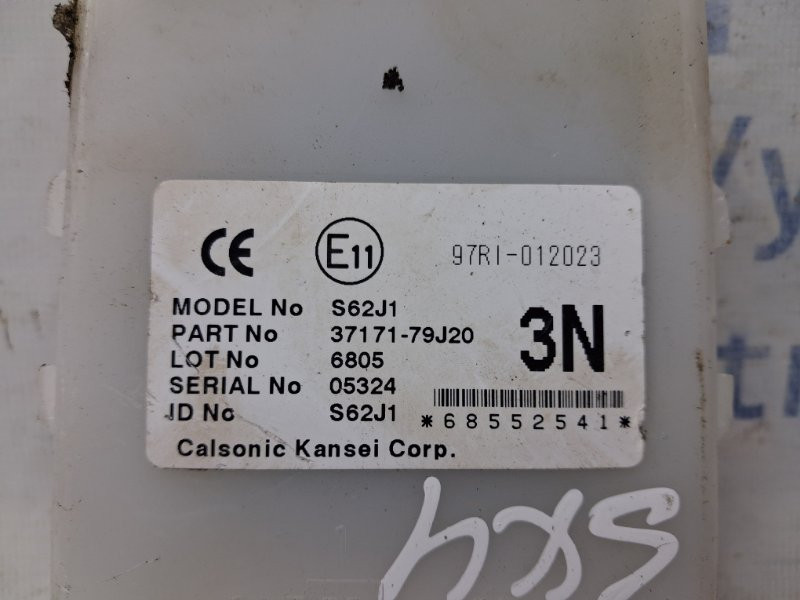 CE E11 97RI-012023
MODEL No S62J1
PART No 37171-79J20
3N
LOT No 6805
SERIAL No 05324
ID No S62J1
*68552541*
Calsonic Kansei Corp.
SX4